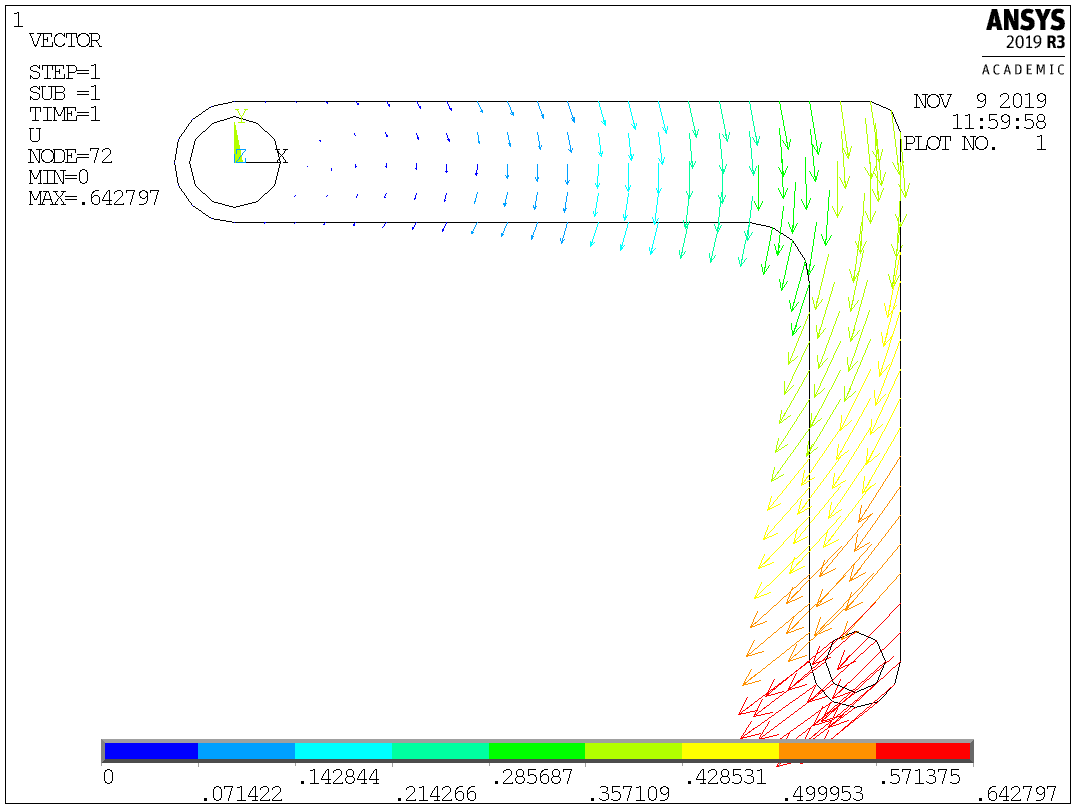 1
VECTOR
STEP=1
SUB =1
TIME=1
U
NODE=72
MIN=0
MAX=.642797
ANSYS
2019 R3
ACADEMIC
NOV  9 2019
11:59:58
PLOT NO.   1
Y
Z X
0 .142844 .285687 .428531 .571375
.071422 .214266 .357109 .499953 .642797